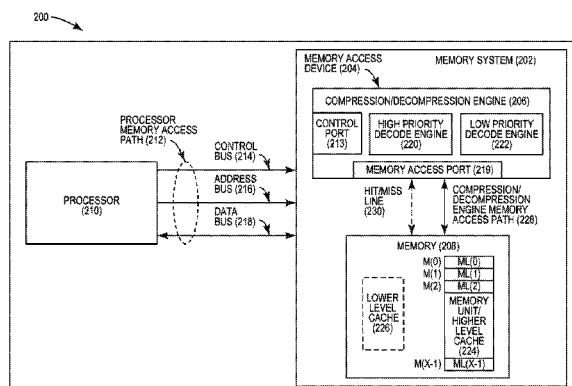 200
MEMORY ACCESS
DEVICE (204)
MEMORY SYSTEM (202)
COMPRESSION/DECOMPRESSION ENGINE (206)
CONTROL
PORT
(213)
HIGH PRIORITY
DECODE ENGINE
(220)
LOW PRIORITY
DECODE ENGINE
(222)
MEMORY ACCESS PORT (219)
PROCESSOR
MEMORY ACCESS
PATH (212)
CONTROL
BUS (214)
ADDRESS
BUS (216)
DATA
BUS (218)
PROCESSOR
(210)
HIT/MISS
LINE
(230)
COMPRESSION/
DECOMPRESSION
ENGINE MEMORY
ACCESS PATH (228)
MEMORY (208)
M(0) ML(0)
M(1) ML(1)
M(2) ML(2)
LOWER
LEVEL
CACHE
(226)
MEMORY
UNIT/
HIGHER
LEVEL
CACHE
(224)
M(X-1) ML(X-1)